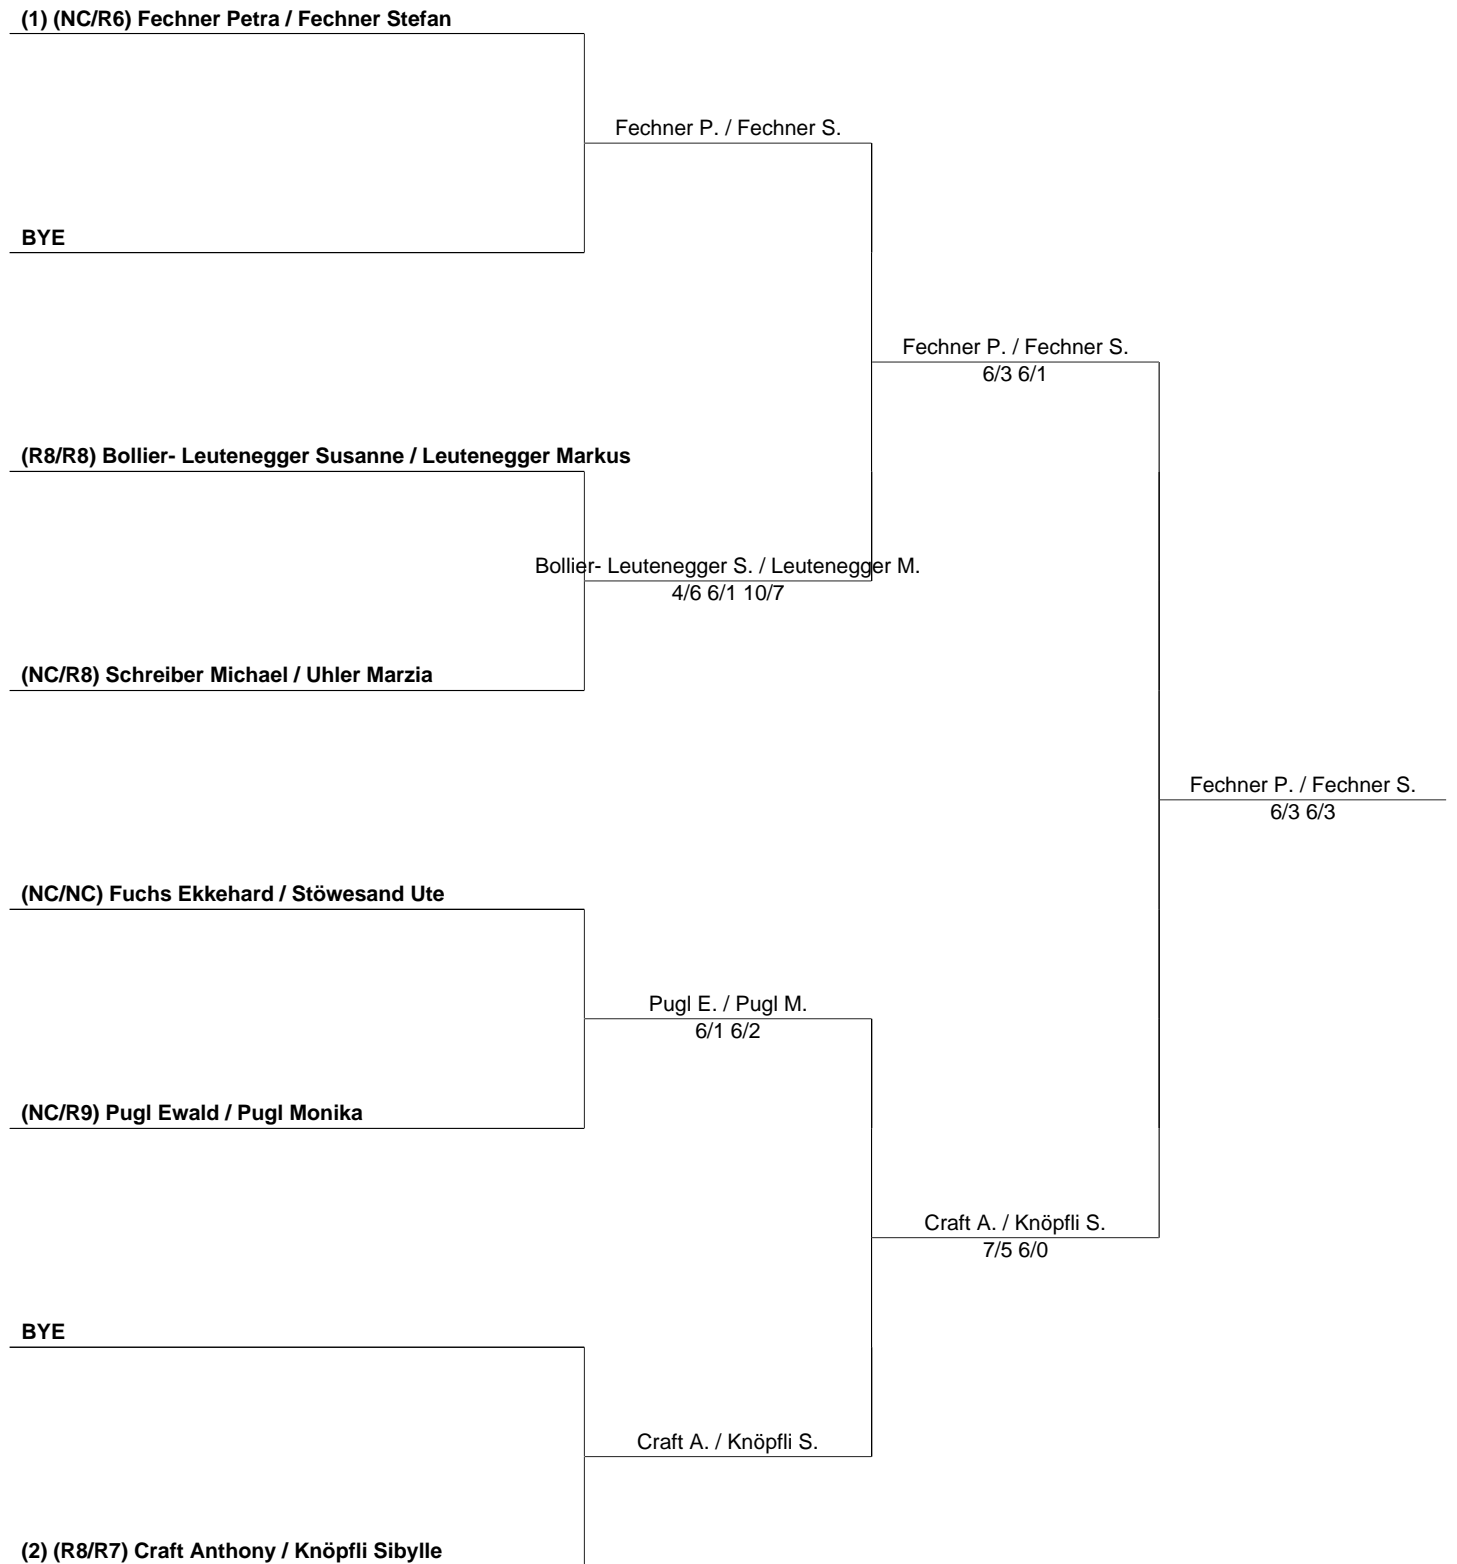 (1) (NC/R6) Fechner Petra / Fechner Stefan
Fechner P. / Fechner S.
BYE
Fechner P. / Fechner S.
6/3 6/1
(R8/R8) Bollier- Leutenegger Susanne / Leutenegger Markus
Bollier- Leutenegger S. / Leutenegger M.
4/6 6/1 10/7
(NC/R8) Schreiber Michael / Uhler Marzia
Fechner P. / Fechner S.
6/3 6/3
(NC/NC) Fuchs Ekkehard / Stöwesand Ute
Pugl E. / Pugl M.
6/1 6/2
(NC/R9) Pugl Ewald / Pugl Monika
Craft A. / Knöpfli S.
7/5 6/0
BYE
Craft A. / Knöpfli S.
(2) (R8/R7) Craft Anthony / Knöpfli Sibylle